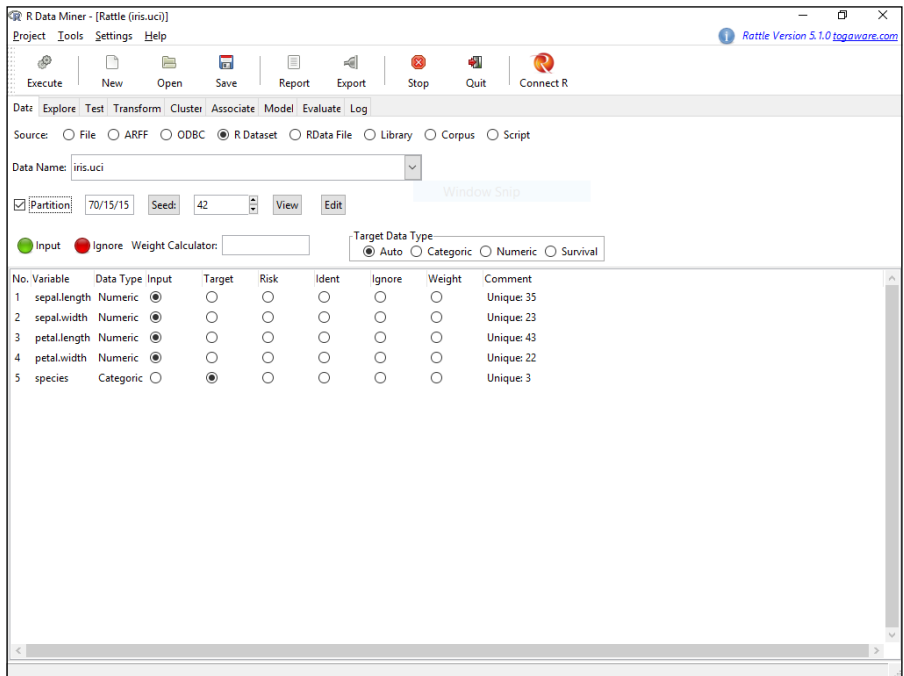 R R Data Miner - [Rattle (iris.uci)]
Project Tools Settings Help Rattle Version 5.1.0 togaware.com
Execute New Open Save Report Export Stop Quit Connect R
Data Explore Test Transform Cluster Associate Model Evaluate Log
Source: File ARFF ODBC R Dataset RData File Library Corpus Script
Data Name: iris.uci
Window Snip
Partition 70/15/15 Seed: 42 View Edit
Target Data Type
Input Ignore Weight Calculator: Auto Categoric Numeric Survival
No. Variable Data Type Input Target Risk Ident Ignore Weight Comment
1 sepal.length Numeric Unique: 35
2 sepal.width Numeric Unique: 23
3 petal.length Numeric Unique: 43
4 petal.width Numeric Unique: 22
5 species Categoric Unique: 3